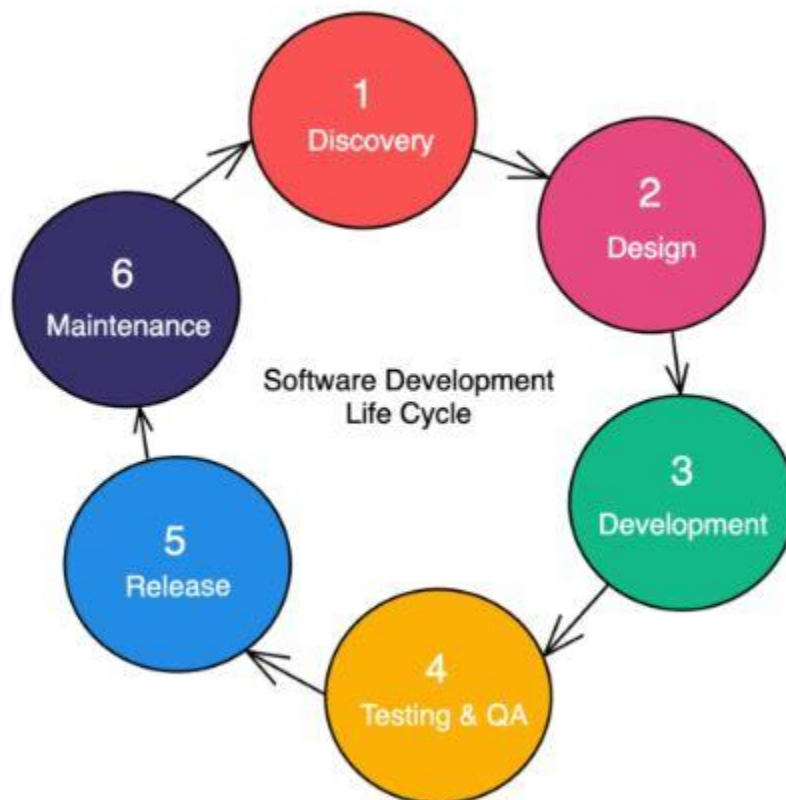 1
Discovery
2
Design
3
Development
4
Testing & QA
5
Release
6
Maintenance
Software Development
Life Cycle